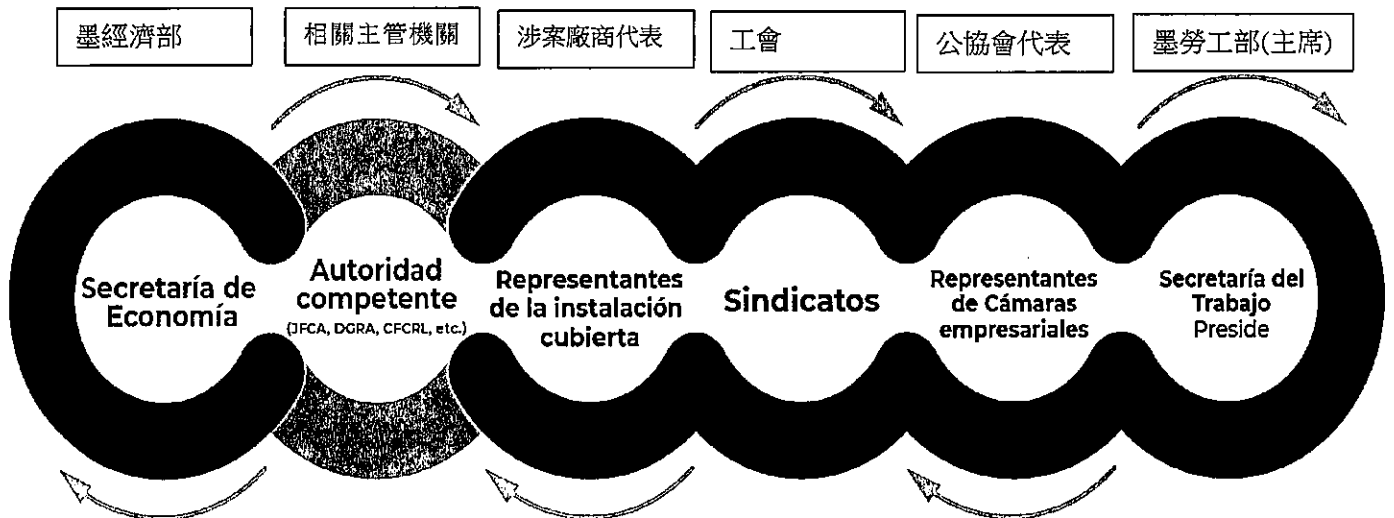 墨經濟部
相關主管機關
涉案廠商代表
工會
公協會代表
墨勞工部(主席)
Secretaría de
Economía
Autoridad
competente
(JFCA, DGRA, CFCRL, etc.)
Representantes
de la instalación
cubierta
Sindicatos
Representantes
de Cámaras
empresariales
Secretaría del
Trabajo
Preside